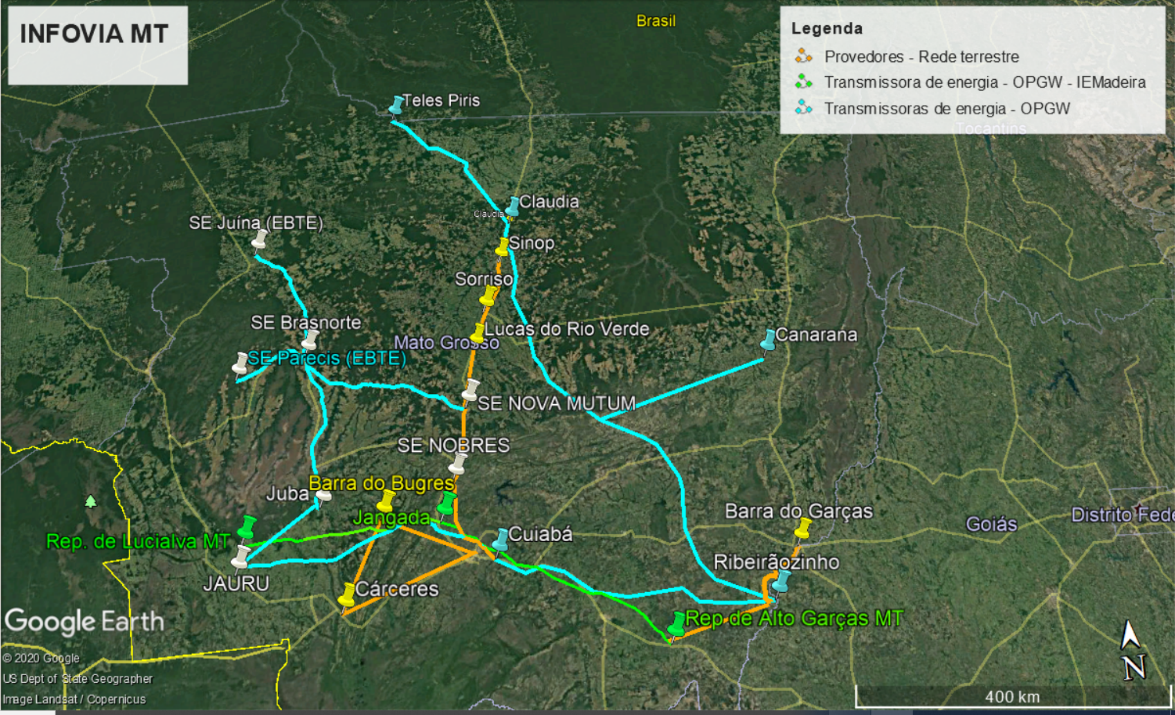 INFOVIA MT
Brasil
Legenda
Provedores - Rede terrestre
Transmissora de energia - OPGW - IEMadeira
Transmissoras de energia - OPGW
Tocantins
Teles Piris
Claudia
Claudia
SE Juína (EBTE)
Sinop
Sorriso
SE Brasnorte
Lucas do Rio Verde
Mato Grosso
Canarana
SE Parecis (EBTE)
SE NOVA MUTUM
SE NOBRES
Barra do Bugres
Juba
Jangada
Barra do Garças
Goiás
Distrito Fede
Rep. de Lucialva MT
Cuiabá
JAURU
Ribeirãozinho
Cárceres
Rep de Alto Garças MT
Google Earth
© 2020 Google
US Dept of State Geographer
Image Landsat / Copernicus
N
400 km